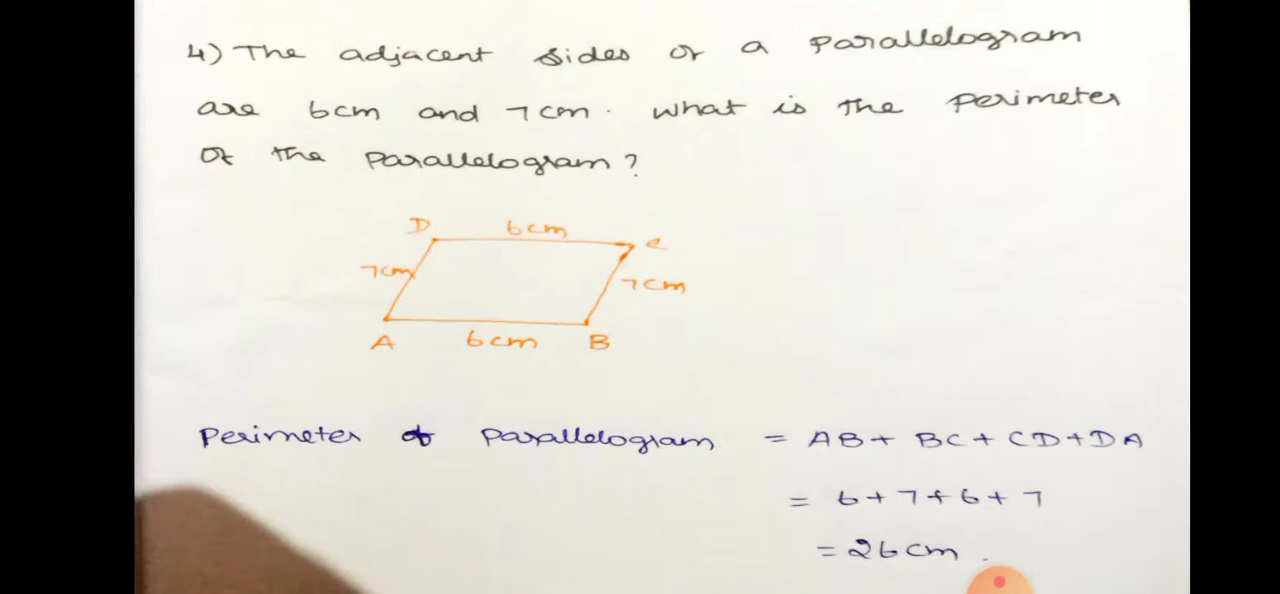 4) The adjacent sides of a parallelogram
are 6cm and 7cm. What is the perimeter
of the parallelogram?
D 6cm C
7cm 7cm
A 6cm B
Perimeter of parallelogram = AB + BC + CD + DA
= 6 + 7 + 6 + 7
= 26cm.